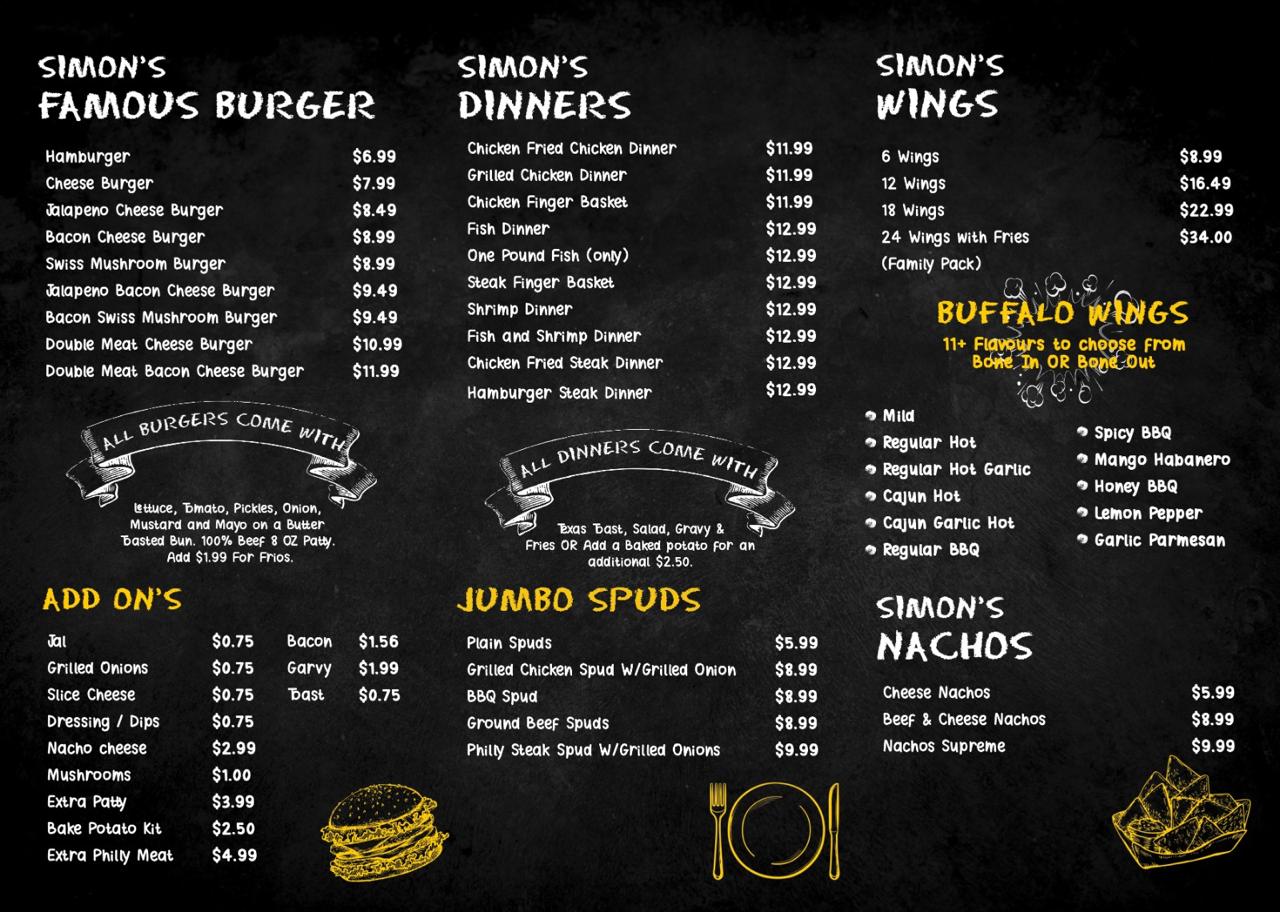 SIMON'S
FAMOUS BURGER
Hamburger $6.99
Cheese Burger $7.99
Jalapeno Cheese Burger $8.49
Bacon Cheese Burger $8.99
Swiss Mushroom Burger $8.99
Jalapeno Bacon Cheese Burger $9.49
Bacon Swiss Mushroom Burger $9.49
Double Meat Cheese Burger $10.99
Double Meat Bacon Cheese Burger $11.99
ALL BURGERS COME WITH
Lettuce, Tomato, Pickles, Onion,
Mustard and Mayo on a Butter
Toasted Bun. 100% Beef 8 OZ Patty.
Add $1.99 For Frios.
ADD ON'S
Jal $0.75
Grilled Onions $0.75
Slice Cheese $0.75
Dressing / Dips $0.75
Nacho cheese $2.99
Mushrooms $1.00
Extra Patty $3.99
Bake Potato Kit $2.50
Extra Philly Meat $4.99
Bacon $1.56
Garvy $1.99
Toast $0.75
SIMON'S
DINNERS
Chicken Fried Chicken Dinner $11.99
Grilled Chicken Dinner $11.99
Chicken Finger Basket $11.99
Fish Dinner $12.99
One Pound Fish (only) $12.99
Steak Finger Basket $12.99
Shrimp Dinner $12.99
Fish and Shrimp Dinner $12.99
Chicken Fried Steak Dinner $12.99
Hamburger Steak Dinner $12.99
ALL DINNERS COME WITH
Texas Toast, Salad, Gravy &
Fries OR Add a Baked potato for an
additional $2.50.
JUMBO SPUDS
Plain Spuds $5.99
Grilled Chicken Spud W/Grilled Onion $8.99
BBQ Spud $8.99
Ground Beef Spuds $8.99
Philly Steak Spud W/Grilled Onions $9.99
SIMON'S
WINGS
6 Wings $8.99
12 Wings $16.49
18 Wings $22.99
24 Wings with Fries $34.00
(Family Pack)
BUFFALO WINGS
11+ Flavours to choose from
Bone In OR Bone Out
Mild
Regular Hot
Regular Hot Garlic
Cajun Hot
Cajun Garlic Hot
Regular BBQ
Spicy BBQ
Mango Habanero
Honey BBQ
Lemon Pepper
Garlic Parmesan
SIMON'S
NACHOS
Cheese Nachos $5.99
Beef & Cheese Nachos $8.99
Nachos Supreme $9.99